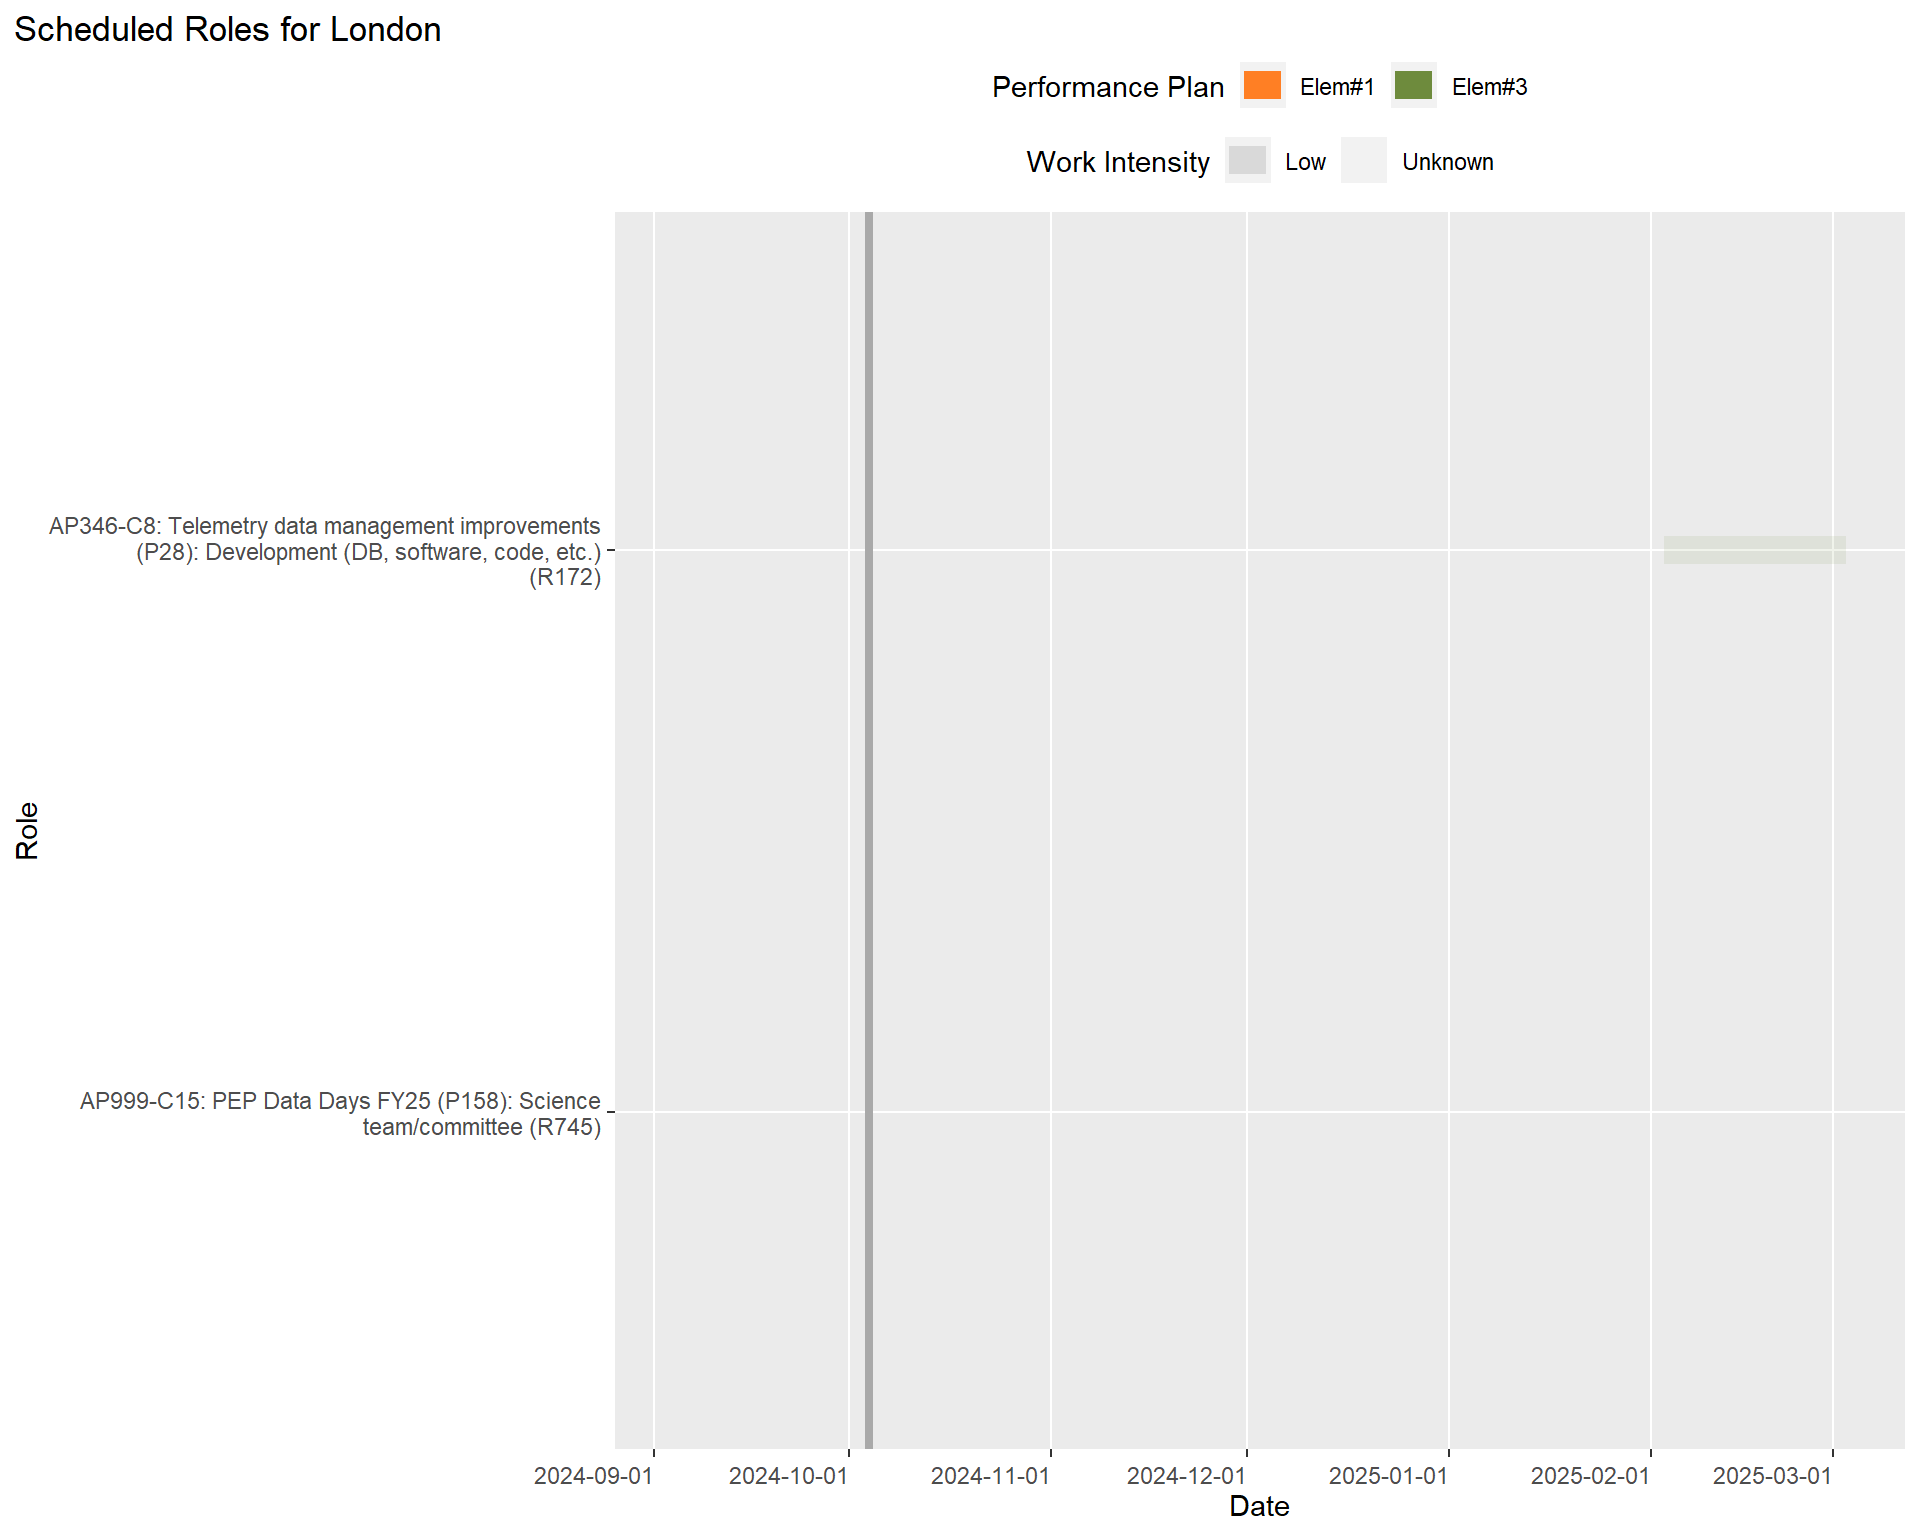 Scheduled Roles for London
Performance Plan Elem#1 Elem#3
Work Intensity Low Unknown
AP346-C8: Telemetry data management improvements
(P28): Development (DB, software, code, etc.)
(R172)
Role
AP999-C15: PEP Data Days FY25 (P158): Science
team/committee (R745)
2024-09-01 2024-10-01 2024-11-01 2024-12-01 2025-01-01 2025-02-01 2025-03-01
Date